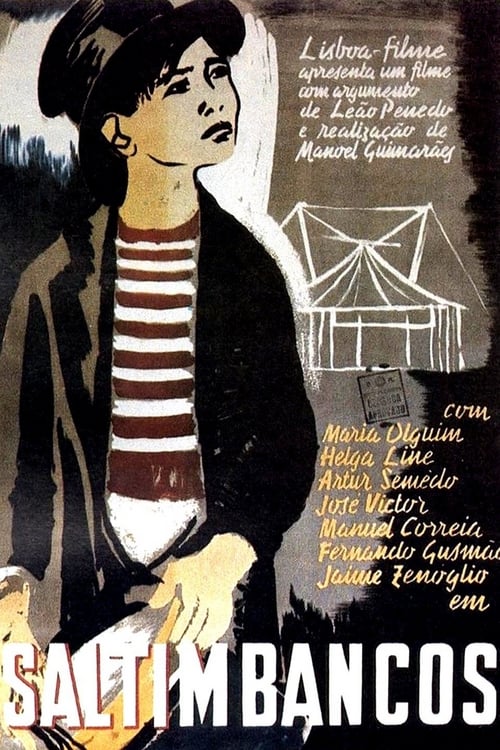 Lisboa-filme
apresenta um filme
com argumento
de Leão Penedo
e realização de
Manoel Guimarães
com
Maria Olguim
Helga Line
Artur Semedo
José Victor
Manuel Correia
Fernando Gusmão
Jaime Zenoglio
em
SALTIMBANCOS